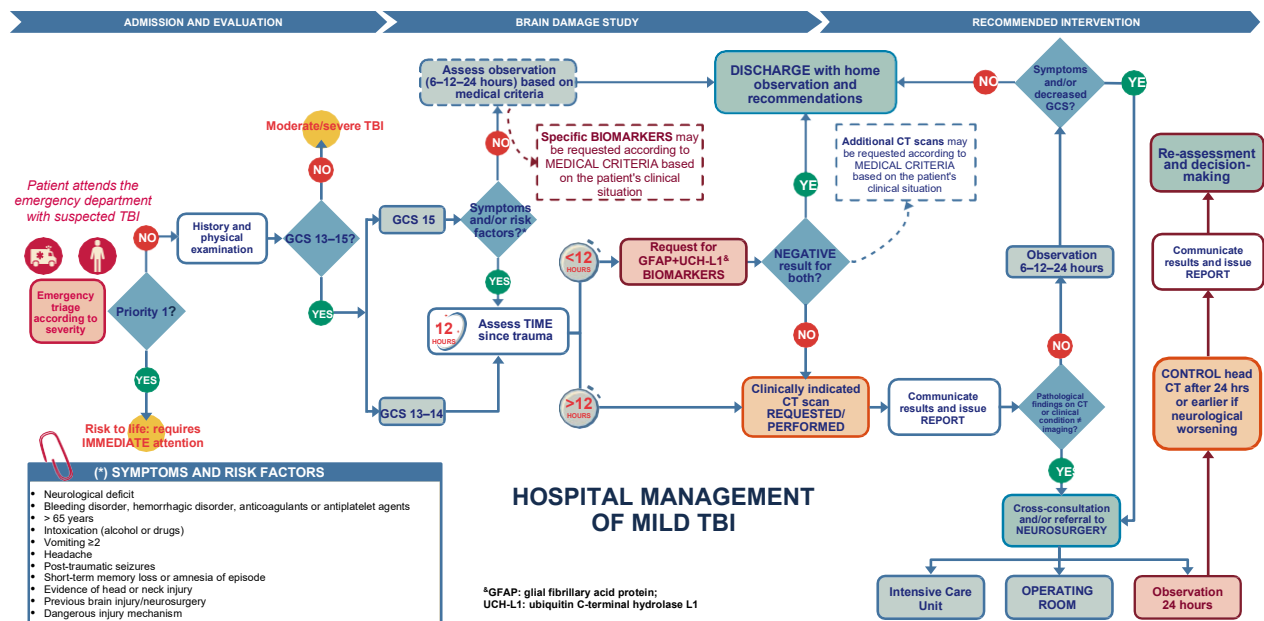 ADMISSION AND EVALUATION
BRAIN DAMAGE STUDY
RECOMMENDED INTERVENTION
Patient attends the
emergency department
with suspected TBI
Emergency
triage
according to
severity
Priority 1?
NO
YES
Risk to life: requires
IMMEDIATE attention
History and
physical
examination
GCS 13–15?
NO
Moderate/severe TBI
YES
GCS 15
GCS 13–14
Symptoms
and/or risk
factors?*
NO
Assess observation
(6–12–24 hours) based on
medical criteria
Specific BIOMARKERS may
be requested according to
MEDICAL CRITERIA based
on the patient's clinical
situation
YES
12
HOURS
Assess TIME
since trauma
<12
HOURS
>12
HOURS
Request for
GFAP+UCH-L1&
BIOMARKERS
NEGATIVE
result for
both?
YE
DISCHARGE with home
observation and
recommendations
Additional CT scans may
be requested according to
MEDICAL CRITERIA
based on the patient's
clinical situation
NO
Clinically indicated
CT scan
REQUESTED/
PERFORMED
Communicate
results and issue
REPORT
Pathological
findings on CT
or clinical
condition ≠
imaging?
NO
Observation
6–12–24 hours
Symptoms
and/or
decreased
GCS?
NO
YE
YES
Cross-consultation
and/or referral to
NEUROSURGERY
Intensive Care
Unit
OPERATING
ROOM
Observation
24 hours
CONTROL head
CT after 24 hrs
or earlier if
neurological
worsening
Communicate
results and issue
REPORT
Re-assessment
and decision-
making
(*) SYMPTOMS AND RISK FACTORS
• Neurological deficit
• Bleeding disorder, hemorrhagic disorder, anticoagulants or antiplatelet agents
• > 65 years
• Intoxication (alcohol or drugs)
• Vomiting ≥2
• Headache
• Post-traumatic seizures
• Short-term memory loss or amnesia of episode
• Evidence of head or neck injury
• Previous brain injury/neurosurgery
• Dangerous injury mechanism
HOSPITAL MANAGEMENT
OF MILD TBI
&GFAP: glial fibrillary acid protein;
UCH-L1: ubiquitin C-terminal hydrolase L1